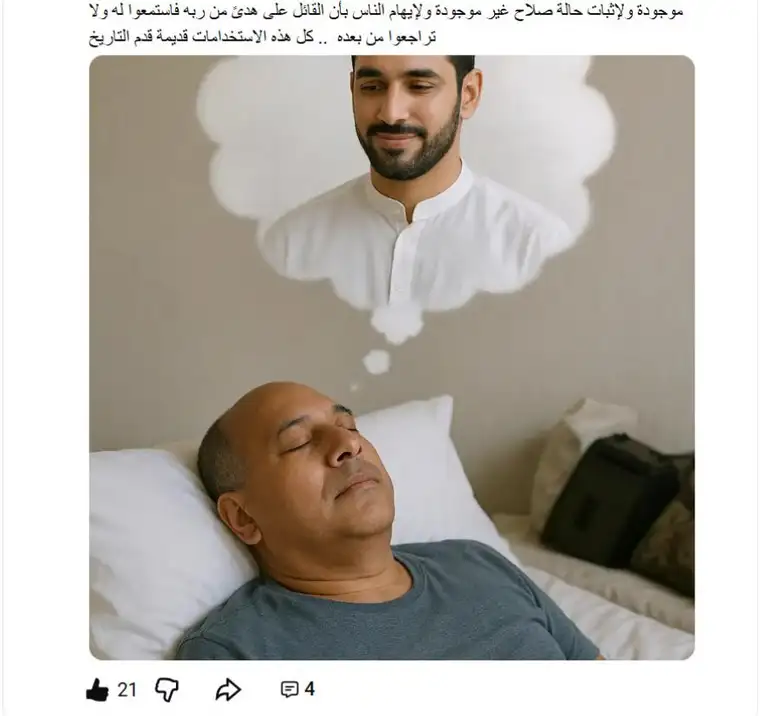 موجودة ولإثبات حالة صلاح غير موجودة ولإيهام الناس بأن القائل على هدئ من ربه فاستمعوا له ولا
تراجعوا من بعده .. كل هذه الاستخدامات قديمة قدم التاريخ
21
4